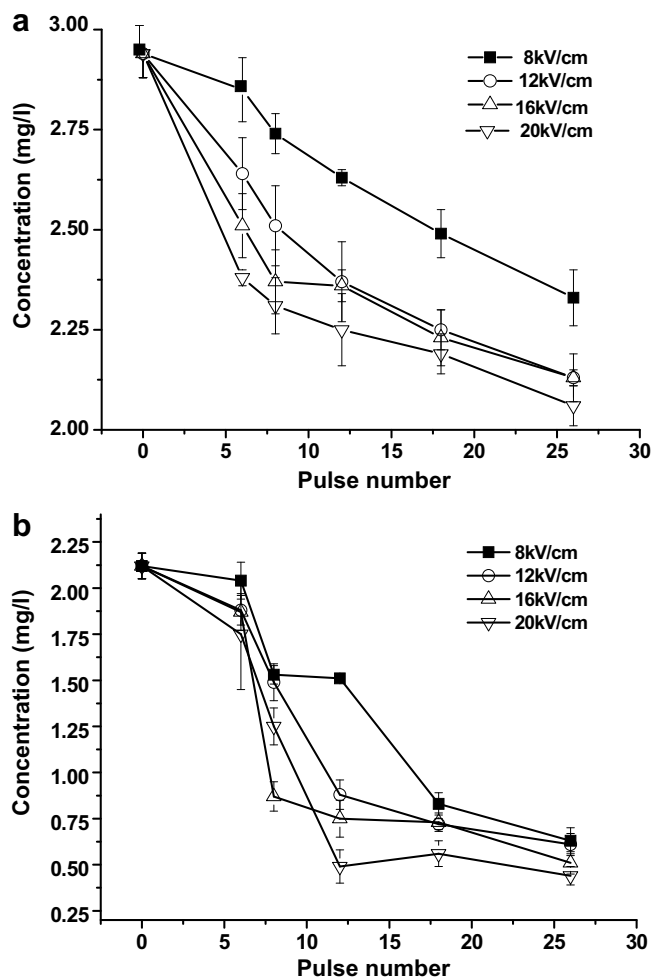 a
3.00
2.75
2.50
2.25
2.00
Concentration (mg/l)
8kV/cm
12kV/cm
16kV/cm
20kV/cm
0 5 10 15 20 25 30
Pulse number
b
2.25
2.00
1.75
1.50
1.25
1.00
0.75
0.50
0.25
Concentration (mg/l)
8kV/cm
12kV/cm
16kV/cm
20kV/cm
0 5 10 15 20 25 30
Pulse number